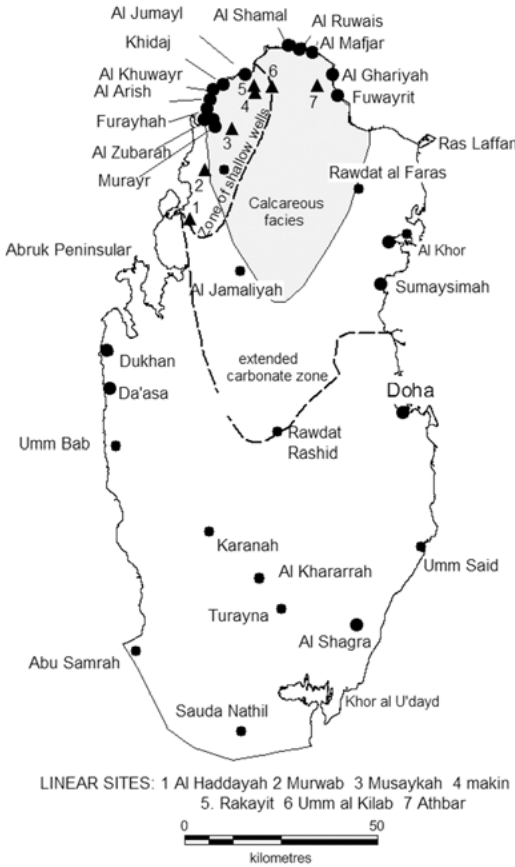 Al Shamal
Al Jumayl
Al Ruwais
Khidaj
Al Mafjar
Al Khuwayr
Al Ghariyah
Al Arish
Fuwayrit
Furayhah
Al Zubarah
Murayr
5
6
4
7
3
2
1
Zone of shallow wells
Ras Laffan
Rawdat al Faras
Calcareous
facies
Abruk Peninsular
Al Khor
Al Jamaliyah
Sumaysimah
Dukhan
extended
carbonate zone
Da'asa
Doha
Umm Bab
Rawdat
Rashid
Karanah
Umm Said
Al Khararrah
Turayna
Al Shagra
Abu Samrah
Khor al U'dayd
Sauda Nathil
LINEAR SITES: 1 Al Haddayah 2 Murwab 3 Musaykah 4 makin
5. Rakayit 6 Umm al Kilab 7 Athbar
0 50
kilometres